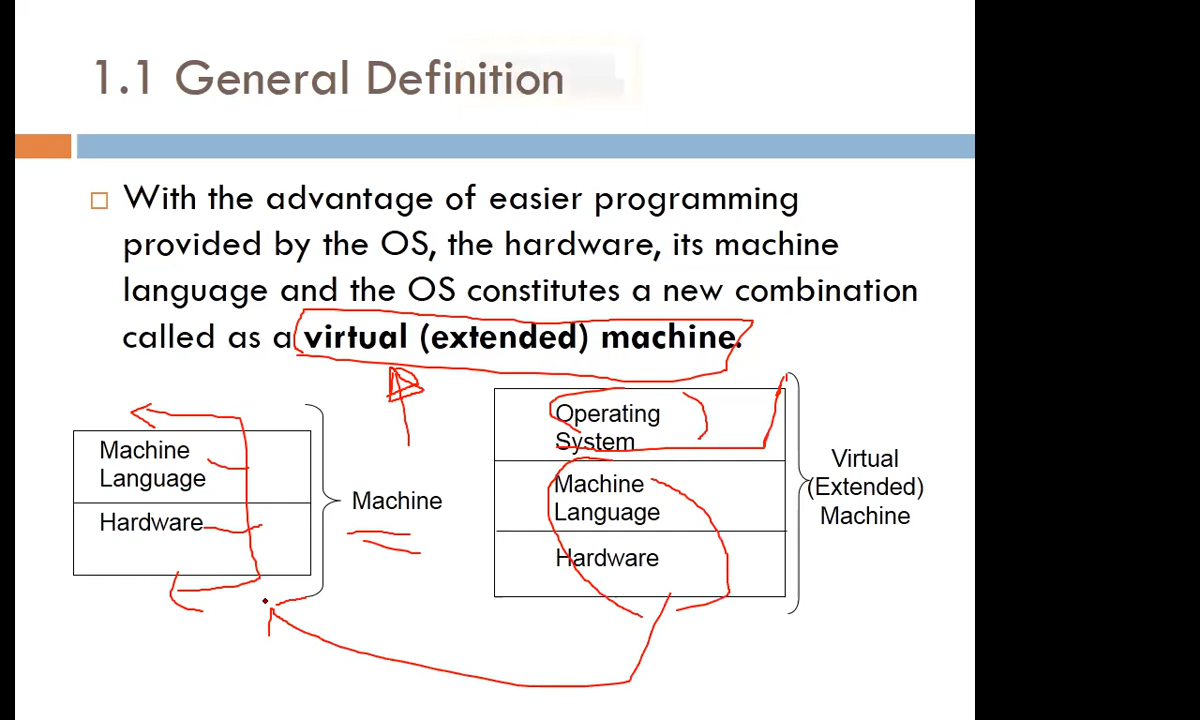 1.1 General Definition
With the advantage of easier programming
provided by the OS, the hardware, its machine
language and the OS constitutes a new combination
called as a virtual (extended) machine.
Machine
Language
Hardware
Machine
Operating
System
Machine
Language
Hardware
Virtual
(Extended)
Machine